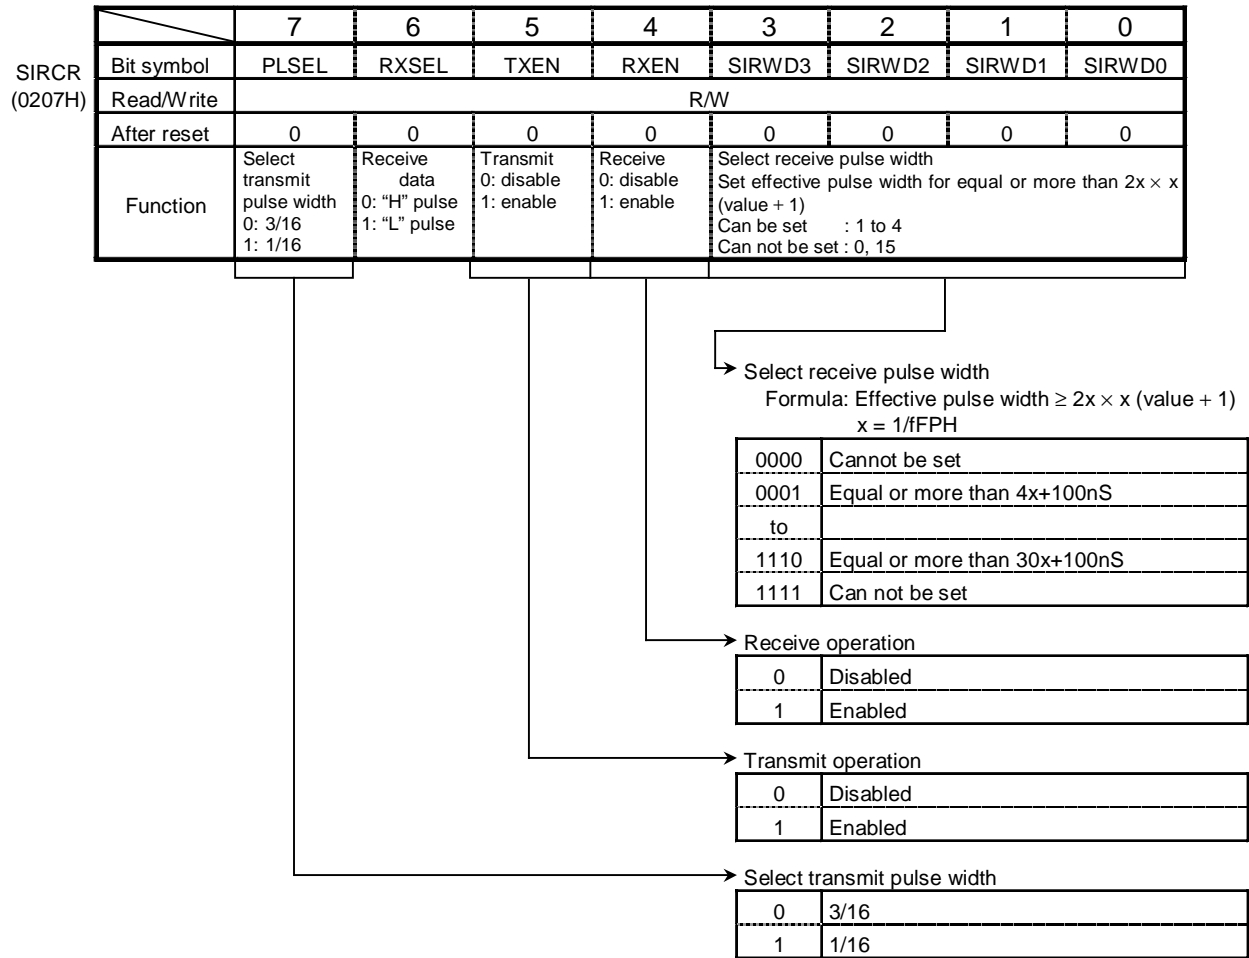 7 6 5 4 3 2 1 0
SIRCR
(0207H)
Bit symbol PLSEL RXSEL TXEN RXEN SIRWD3 SIRWD2 SIRWD1 SIRWD0
Read/Write R/W
After reset 0 0 0 0 0 0 0 0
Function
Select
transmit
pulse width
0: 3/16
1: 1/16
Receive
data
0: “H” pulse
1: “L” pulse
Transmit
0: disable
1: enable
Receive
0: disable
1: enable
Select receive pulse width
Set effective pulse width for equal or more than 2x × x
(value + 1)
Can be set : 1 to 4
Can not be set : 0, 15
Select receive pulse width
Formula: Effective pulse width ≥ 2x × x (value + 1)
x = 1/fFPH
0000 Cannot be set
0001 Equal or more than 4x+100nS
to
1110 Equal or more than 30x+100nS
1111 Can not be set
Receive operation
0 Disabled
1 Enabled
Transmit operation
0 Disabled
1 Enabled
Select transmit pulse width
0 3/16
1 1/16